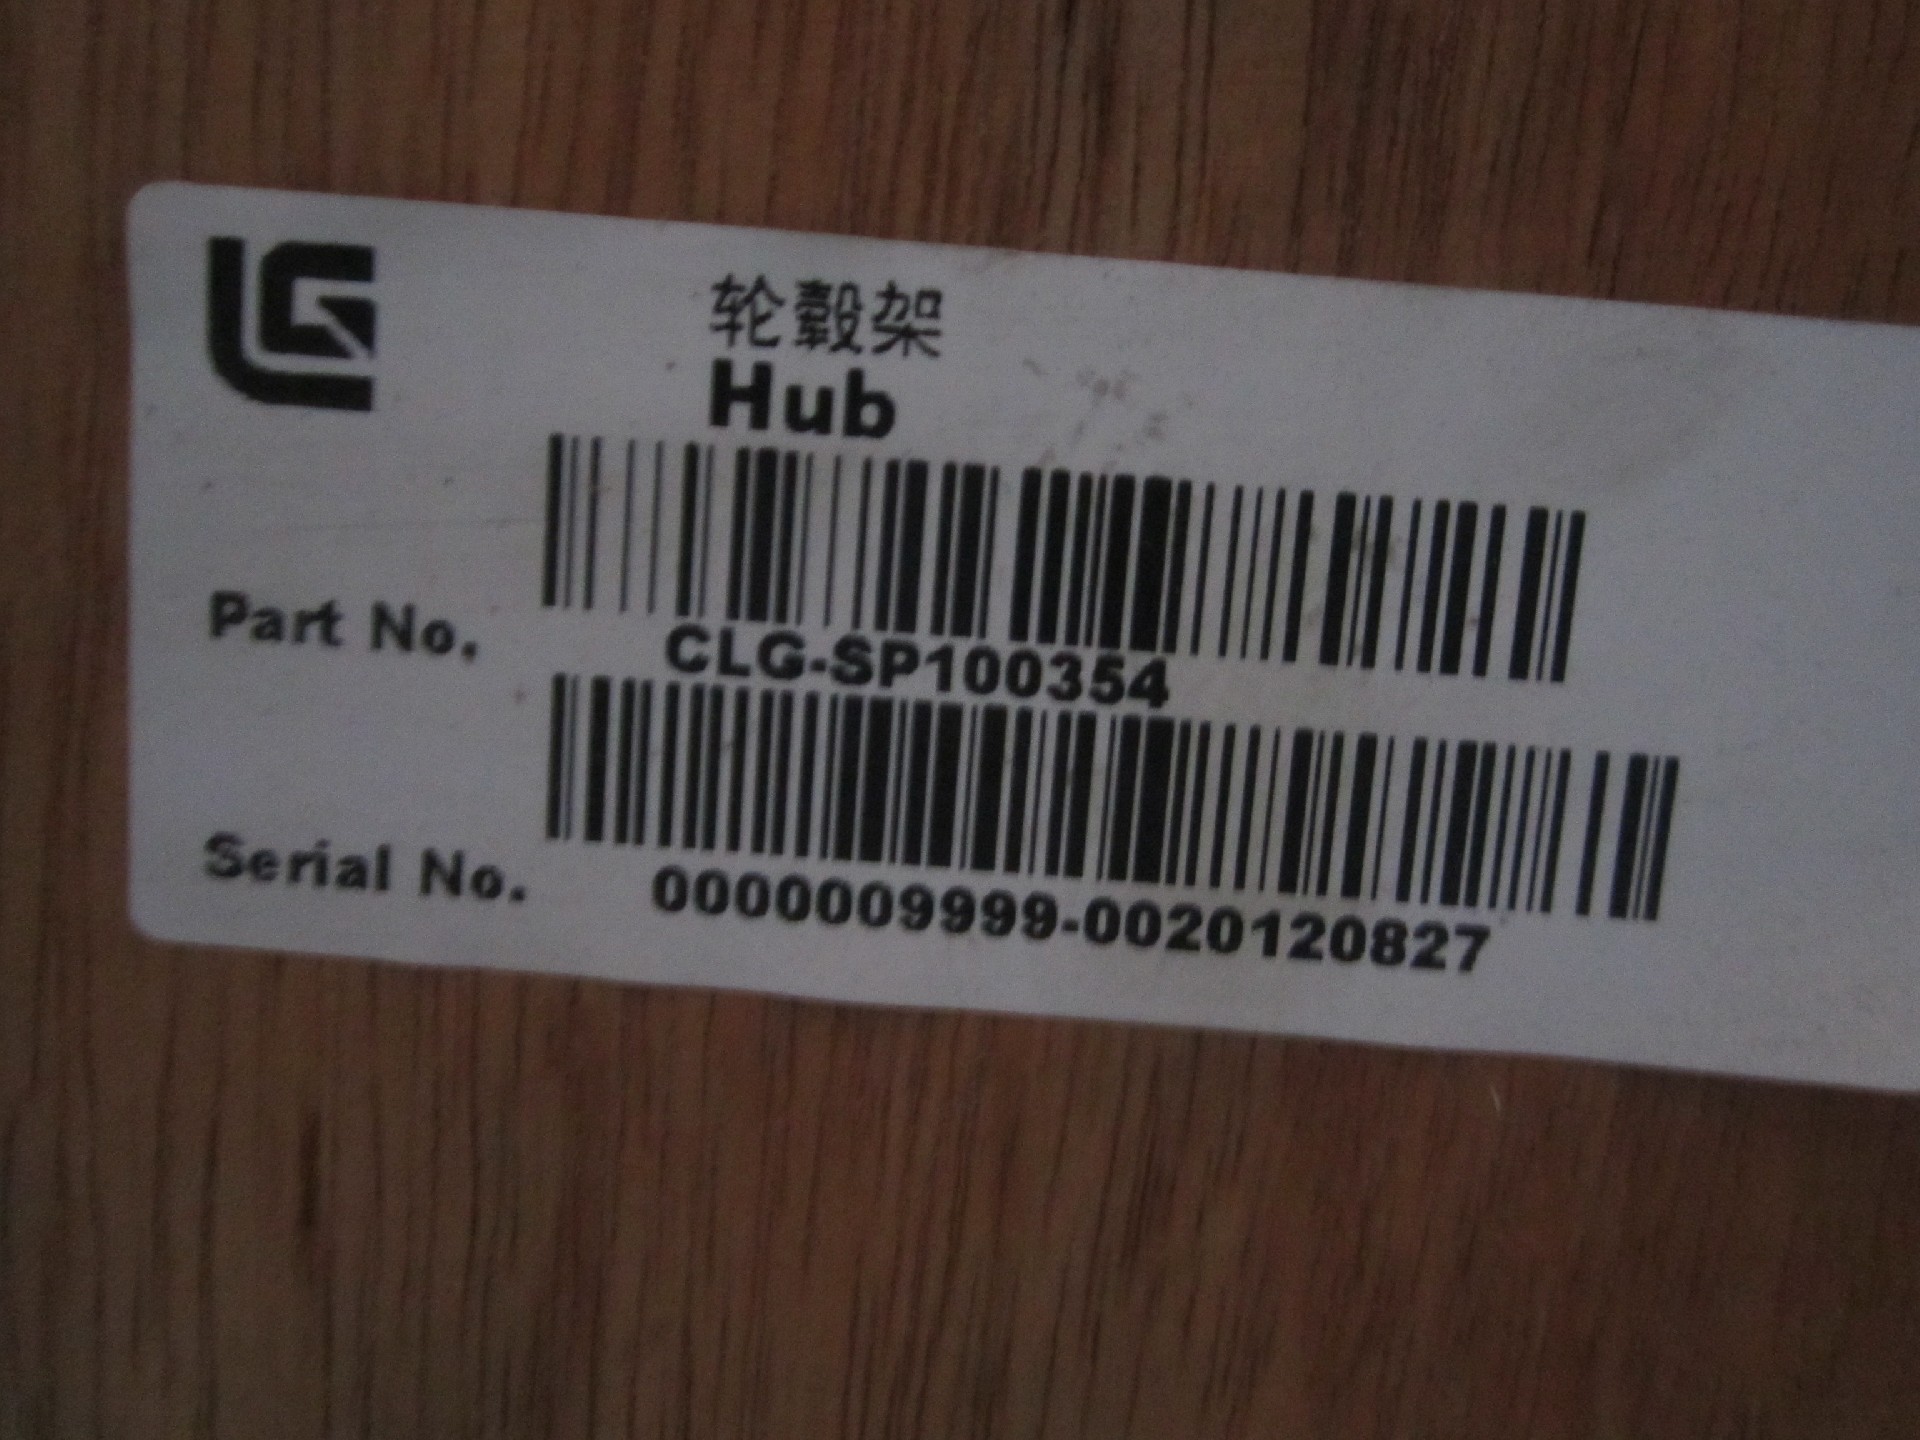 轮毂架
Hub
Part No. CLG-SP100354
Serial No. 0000009999-0020120827